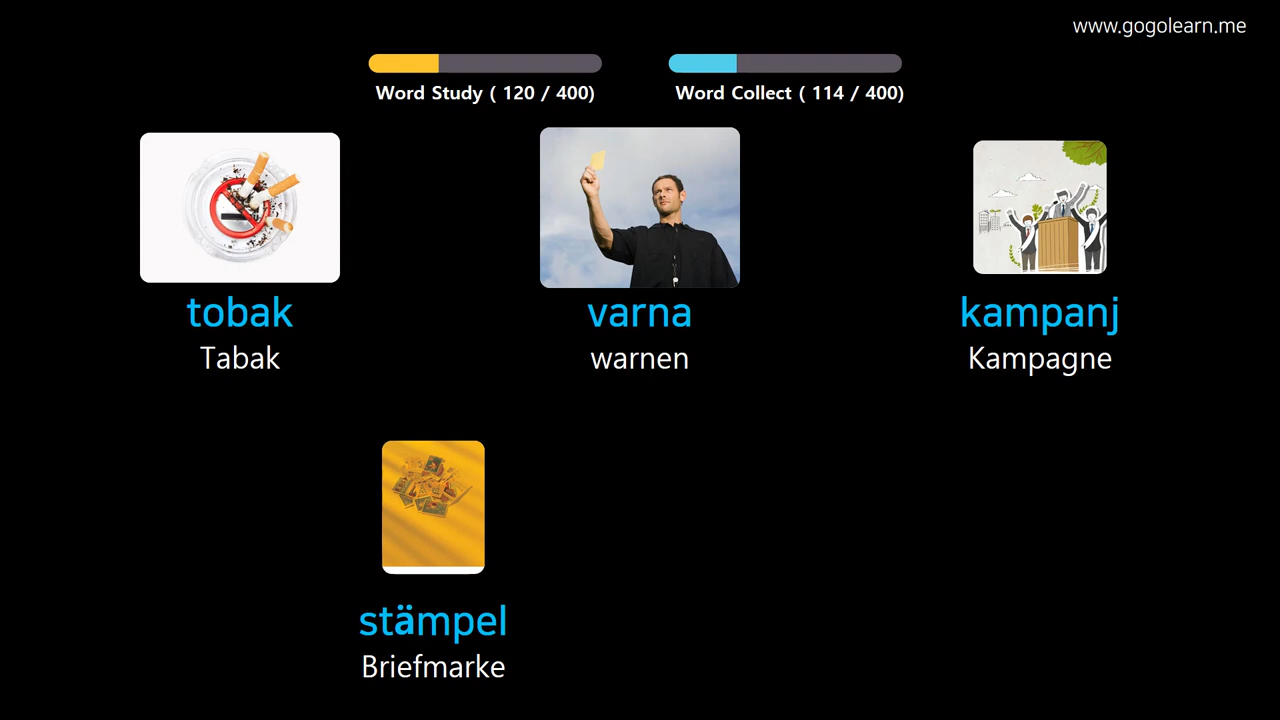 www.gogolearn.me
Word Study ( 120 / 400)
Word Collect ( 114 / 400)
tobak
varna
kampanj
Tabak
warnen
Kampagne
stämpel
Briefmarke